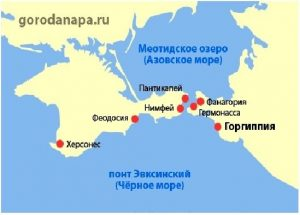 gorodanapa.ru
Меотидское озеро
(Азовское море)
Пантикапей
Фанагория
Нимфей
Гермонасса
Феодосия
Горгиппия
Херсонес
понт Эвксинский
(Чёрное море)